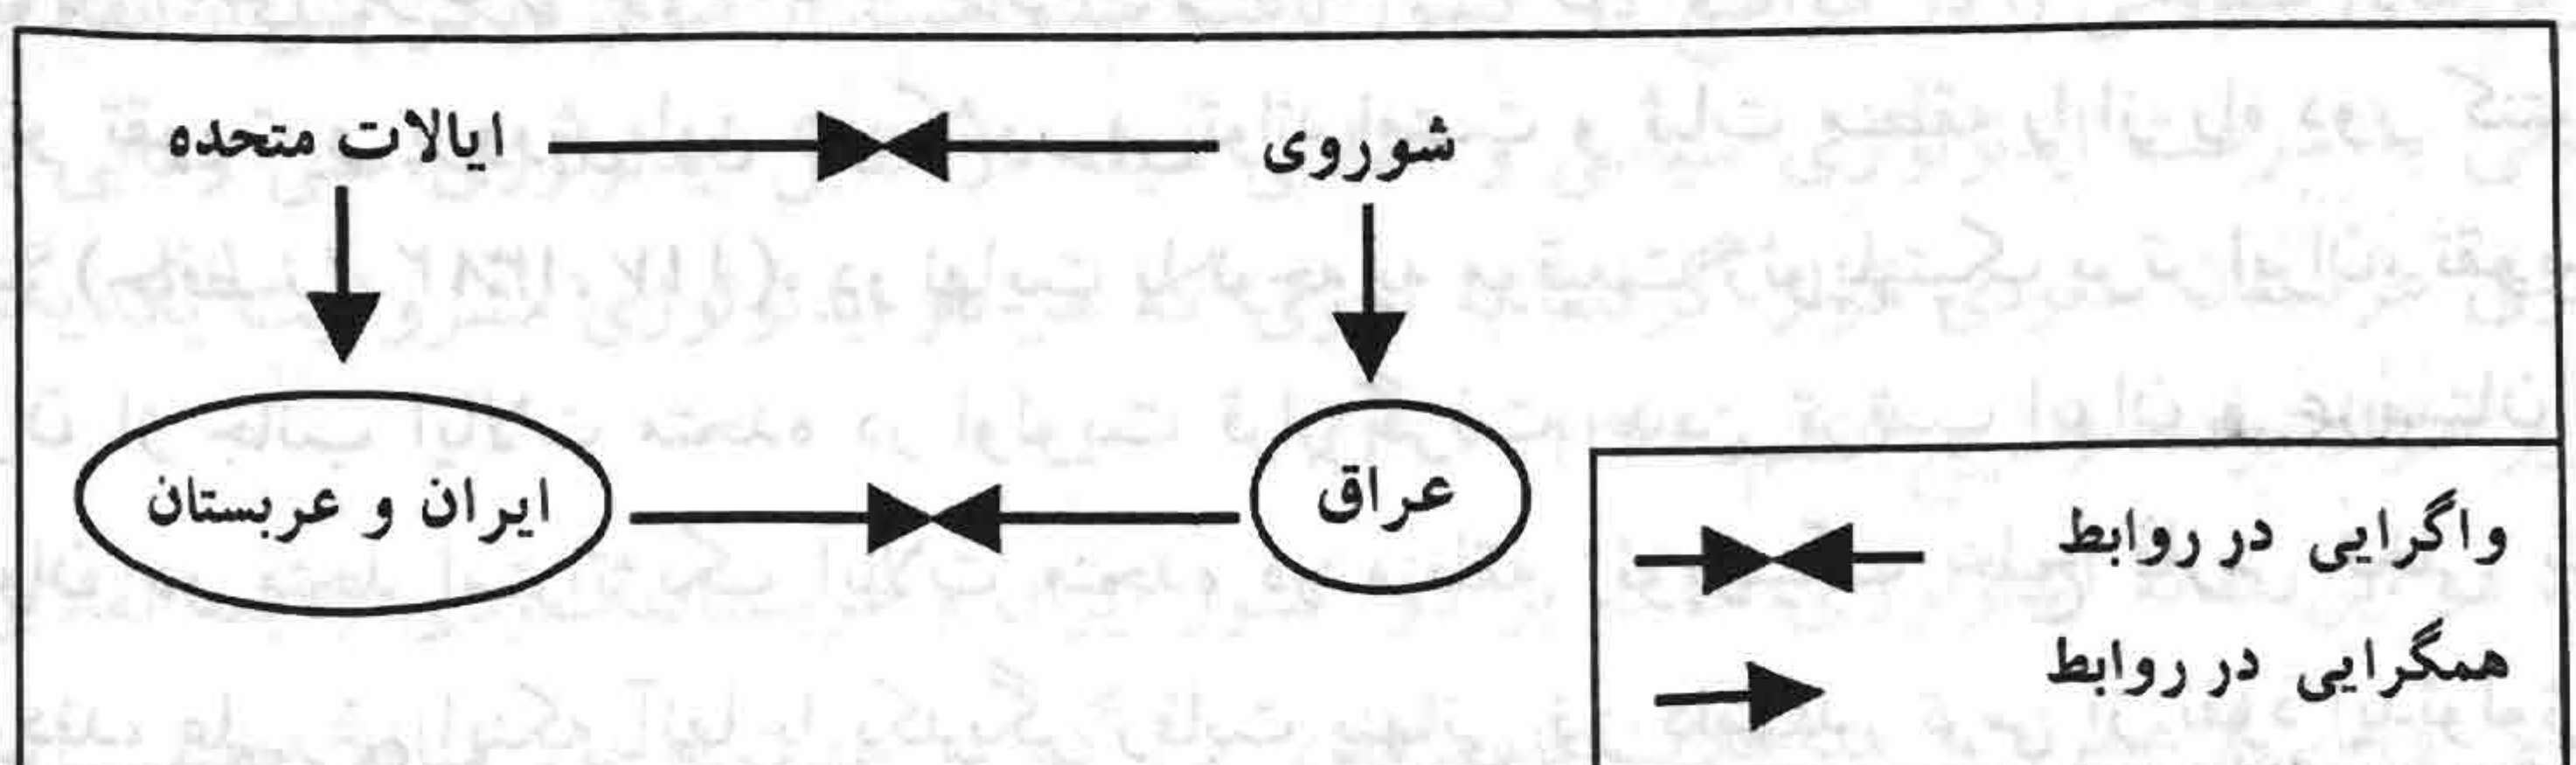 شوروی
ایالات متحده
عراق
ایران و عربستان
واگرایی در روابط
همگرایی در روابط